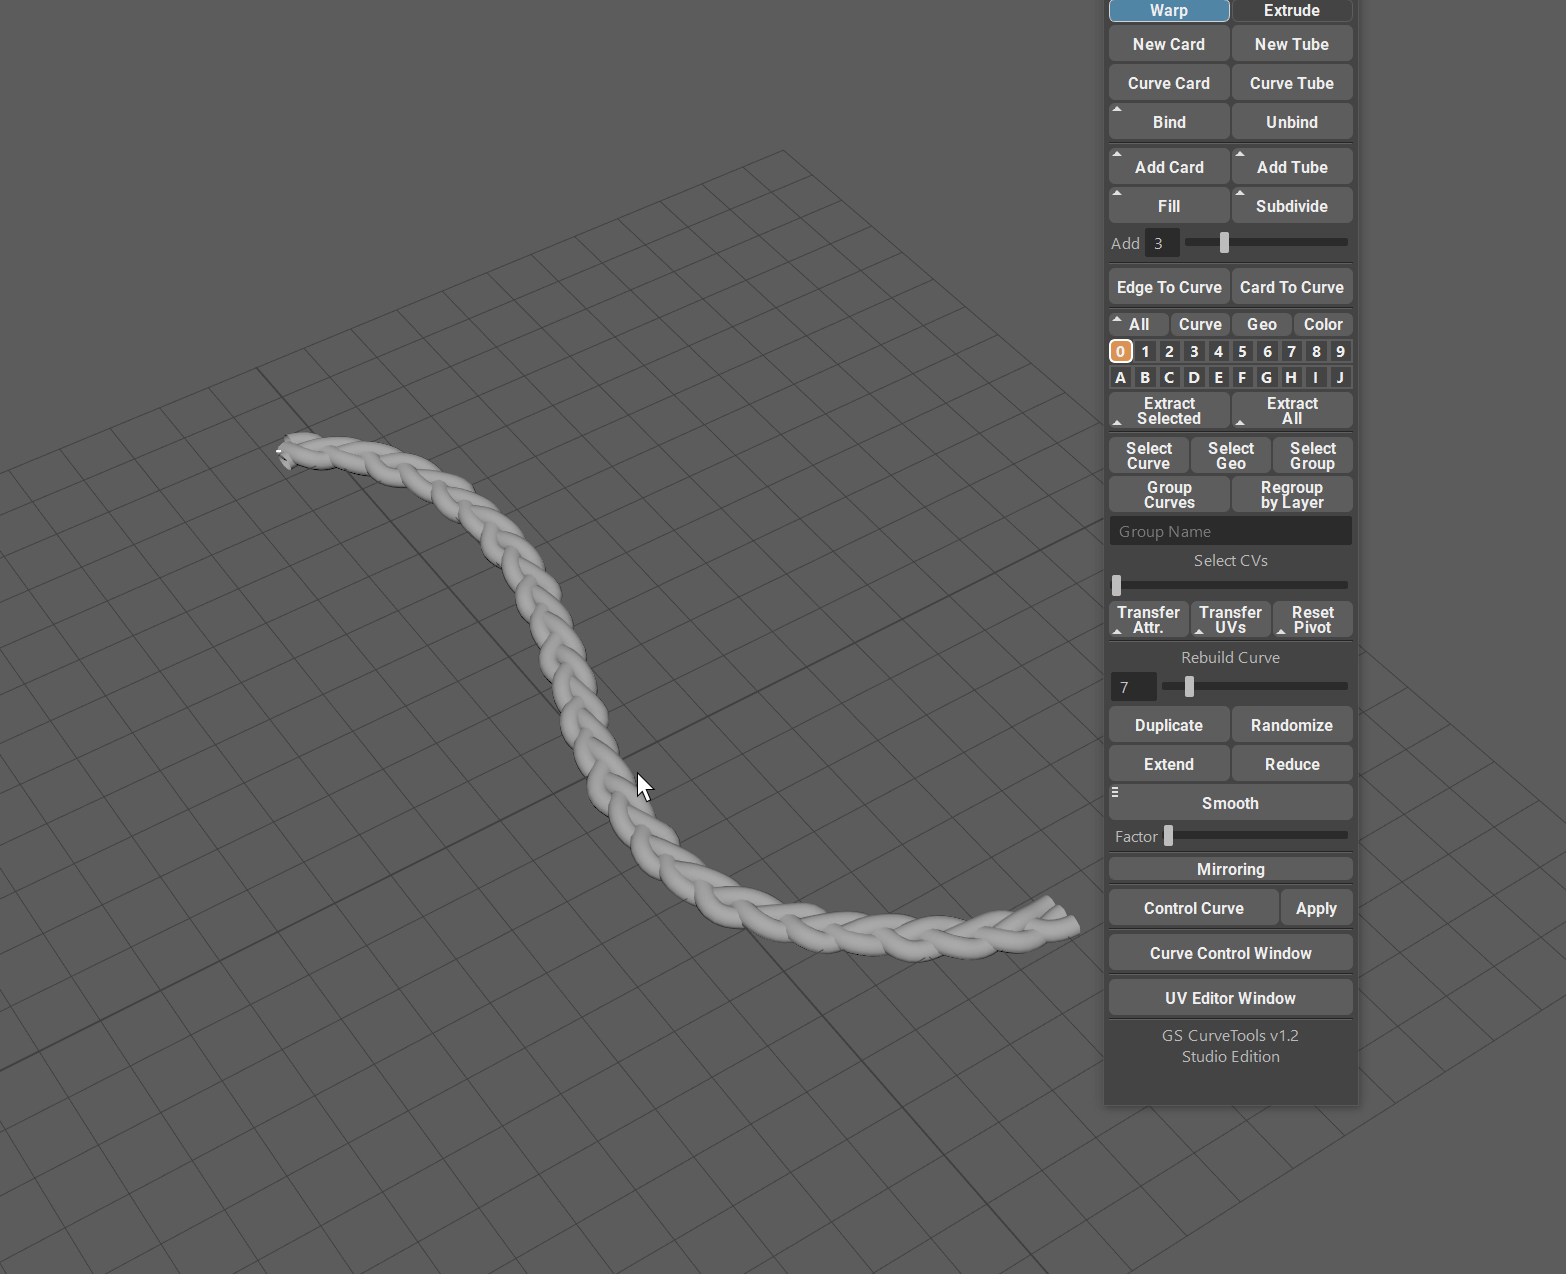 Warp Extrude
New Card New Tube
Curve Card Curve Tube
Bind Unbind
Add Card Add Tube
Fill Subdivide
Add 3
Edge To Curve Card To Curve
All Curve Geo Color
0 1 2 3 4 5 6 7 8 9
A B C D E F G H I J
Extract Selected
Extract All
Select Curve
Select Geo
Select Group
Group Curves
Regroup by Layer
Group Name
Select CVs
Transfer Attr.
Transfer UVs
Reset Pivot
Rebuild Curve
7
Duplicate Randomize
Extend Reduce
Smooth
Factor
Mirroring
Control Curve Apply
Curve Control Window
UV Editor Window
GS CurveTools v1.2
Studio Edition